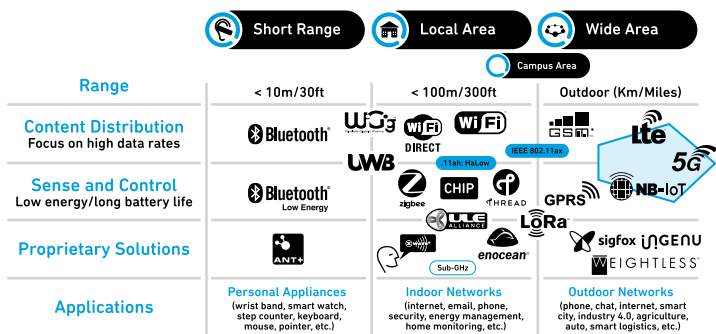 Short Range
Local Area
Wide Area
Campus Area
Range
< 10m/30ft
< 100m/300ft
Outdoor (Km/Miles)
Content Distribution
Focus on high data rates
Bluetooth®
WiGig
WiFi
DIRECT
WiFi
GSM
Lte
IEEE 802.11ax
5G
UWB
.11ah: HaLow
Sense and Control
Low energy/long battery life
Bluetooth®
Low Energy
zigbee
CHIP
THREAD
GPRS
NB-IoT
ULE
ALLIANCE
LoRa
Proprietary Solutions
ANT+
enocean®
sigfox
inGENU
WEIGHTLESS™
Sub-GHz
Applications
Personal Appliances
(wrist band, smart watch,
step counter, keyboard,
mouse, pointer, etc.)
Indoor Networks
(internet, email, phone,
security, energy management,
home monitoring, etc.)
Outdoor Networks
(phone, chat, internet, smart
city, industry 4.0, agriculture,
auto, smart logistics, etc.)